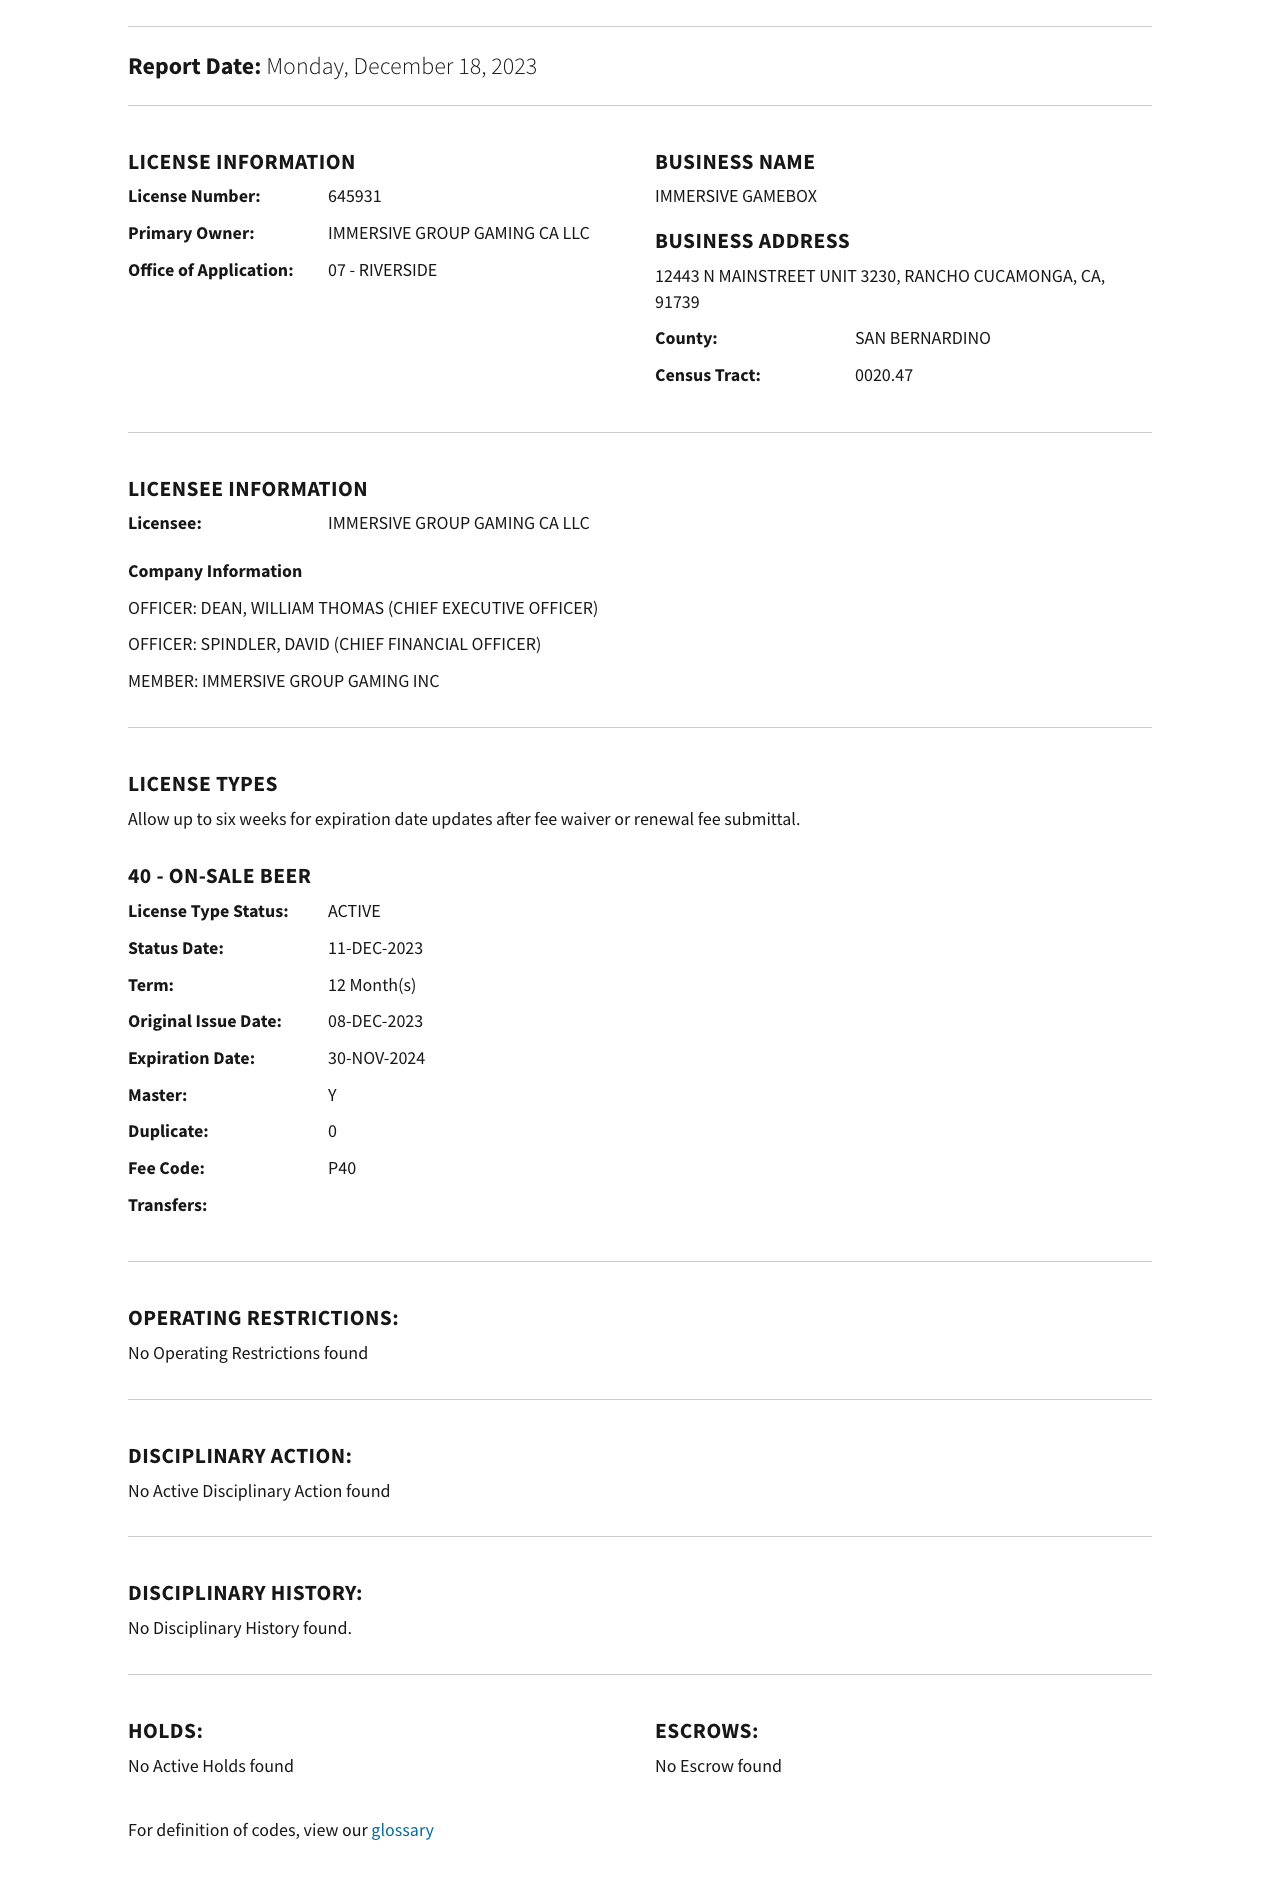 Report Date: Monday, December 18, 2023
LICENSE INFORMATION
License Number: 645931
Primary Owner: IMMERSIVE GROUP GAMING CA LLC
Office of Application: 07 - RIVERSIDE
BUSINESS NAME
IMMERSIVE GAMEBOX
BUSINESS ADDRESS
12443 N MAINSTREET UNIT 3230, RANCHO CUCAMONGA, CA,
91739
County: SAN BERNARDINO
Census Tract: 0020.47
LICENSEE INFORMATION
Licensee: IMMERSIVE GROUP GAMING CA LLC
Company Information
OFFICER: DEAN, WILLIAM THOMAS (CHIEF EXECUTIVE OFFICER)
OFFICER: SPINDLER, DAVID (CHIEF FINANCIAL OFFICER)
MEMBER: IMMERSIVE GROUP GAMING INC
LICENSE TYPES
Allow up to six weeks for expiration date updates after fee waiver or renewal fee submittal.
40 - ON-SALE BEER
License Type Status: ACTIVE
Status Date: 11-DEC-2023
Term: 12 Month(s)
Original Issue Date: 08-DEC-2023
Expiration Date: 30-NOV-2024
Master: Y
Duplicate: 0
Fee Code: P40
Transfers:
OPERATING RESTRICTIONS:
No Operating Restrictions found
DISCIPLINARY ACTION:
No Active Disciplinary Action found
DISCIPLINARY HISTORY:
No Disciplinary History found.
HOLDS:
No Active Holds found
ESCROWS:
No Escrow found
For definition of codes, view our glossary